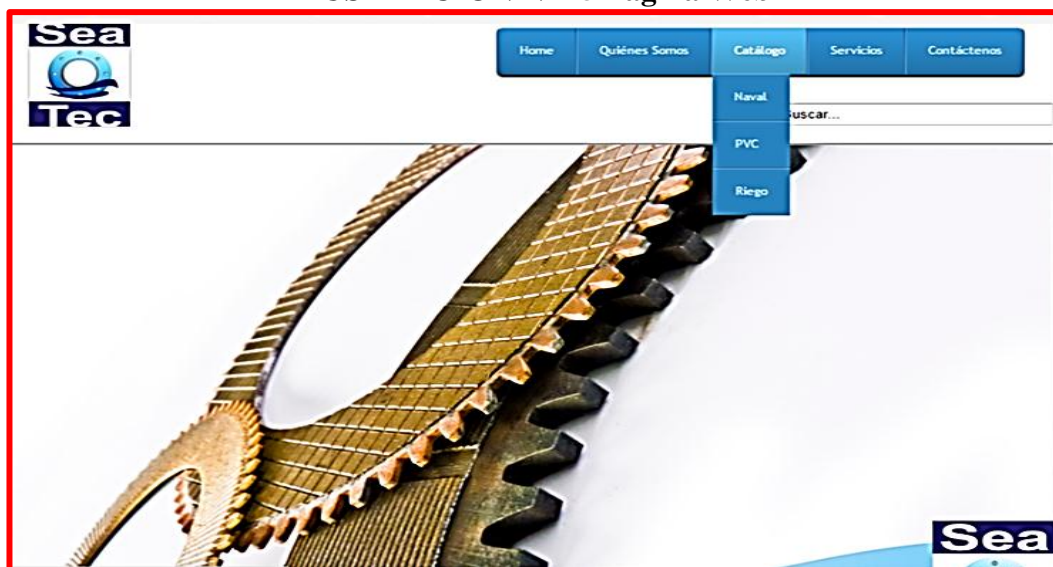 Sea
Tec
Home Quiénes Somos Catálogo Servicios Contáctenos
Naval
uscar...
PVC
Riego
Sea